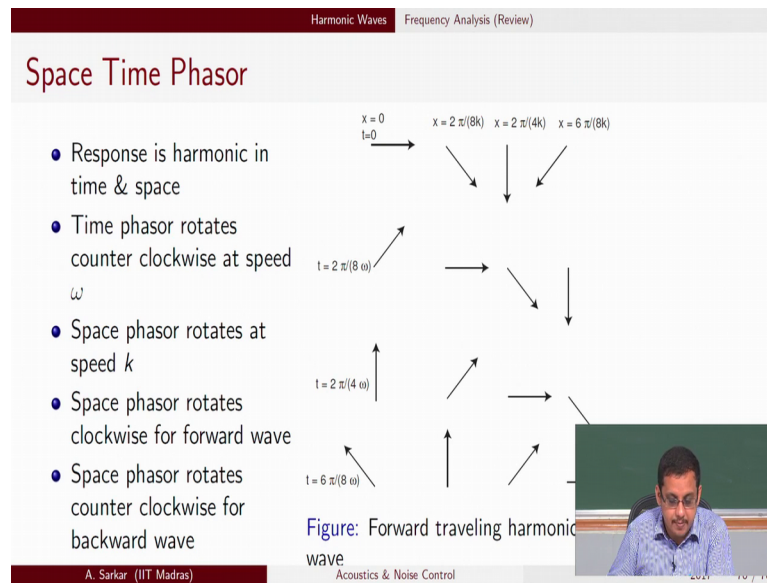 Harmonic Waves Frequency Analysis (Review)
Space Time Phasor
Response is harmonic in
time & space
Time phasor rotates
counter clockwise at speed
ω
Space phasor rotates at
speed k
Space phasor rotates
clockwise for forward wave
Space phasor rotates
counter clockwise for
backward wave
x = 0
t=0
x = 2 π/(8k) x = 2 π/(4k) x = 6 π/(8k)
t = 2 π/(8 ω)
t = 2 π/(4 ω)
t = 6 π/(8 ω)
Figure: Forward traveling harmonic
wave
A. Sarkar (IIT Madras) Acoustics & Noise Control